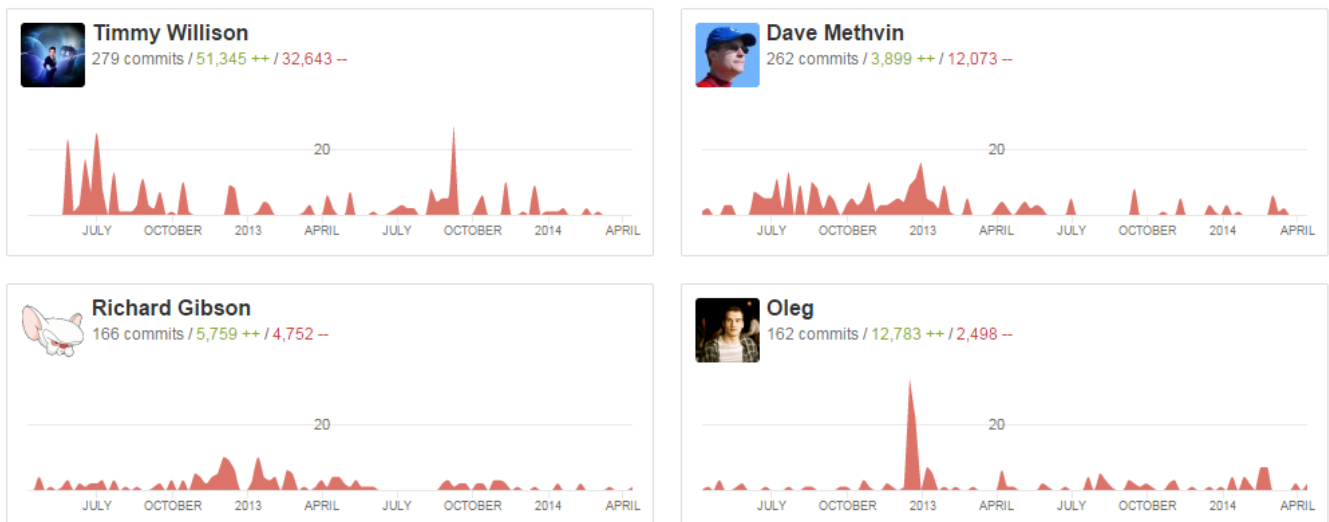 Timmy Willison
279 commits / 51,345 ++ / 32,643 --
20
JULY OCTOBER 2013 APRIL JULY OCTOBER 2014 APRIL
Dave Methvin
262 commits / 3,899 ++ / 12,073 --
20
JULY OCTOBER 2013 APRIL JULY OCTOBER 2014 APRIL
Richard Gibson
166 commits / 5,759 ++ / 4,752 --
20
JULY OCTOBER 2013 APRIL JULY OCTOBER 2014 APRIL
Oleg
162 commits / 12,783 ++ / 2,498 --
20
JULY OCTOBER 2013 APRIL JULY OCTOBER 2014 APRIL